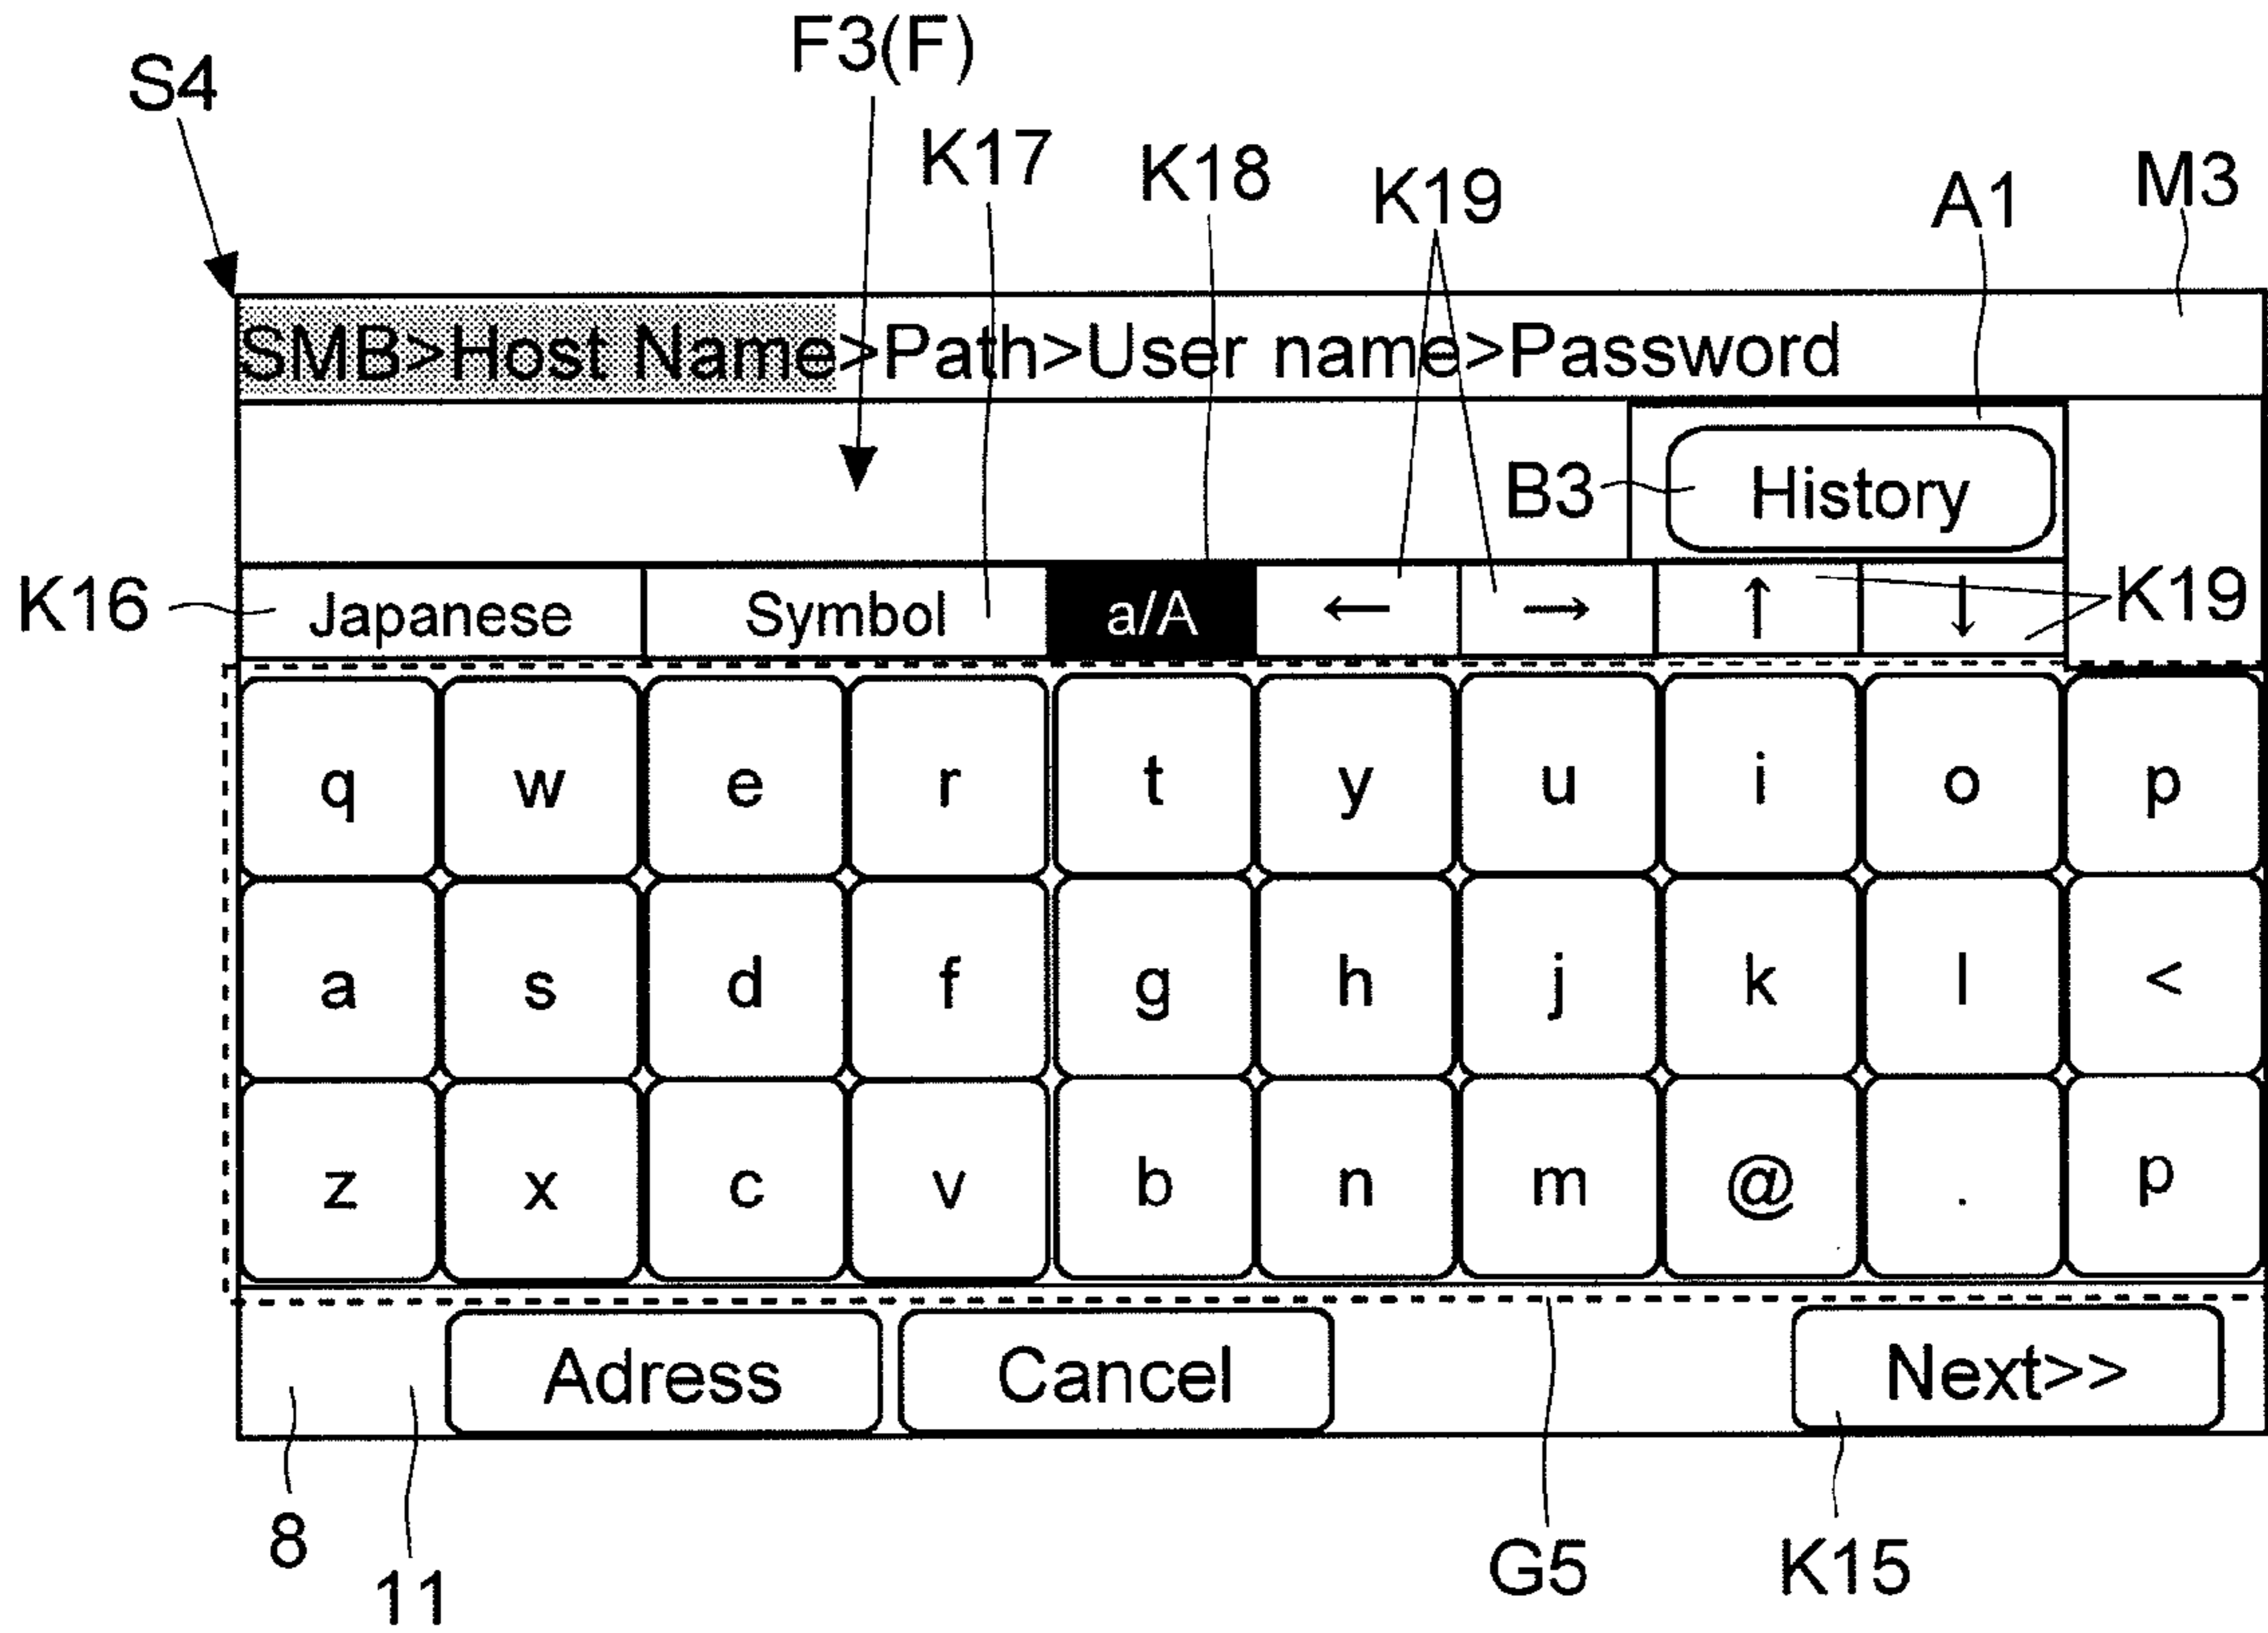 F3(F)
S4
K17 K18 K19 A1 M3
SMB>Host Name>Path>User name>Password
B3 History
K16 Japanese Symbol a/A ← → ↑ ↓ K19
q w e r t y u i o p
a s d f g h j k l <
z x c v b n m @ . p
Adress Cancel Next>>
8 11 G5 K15